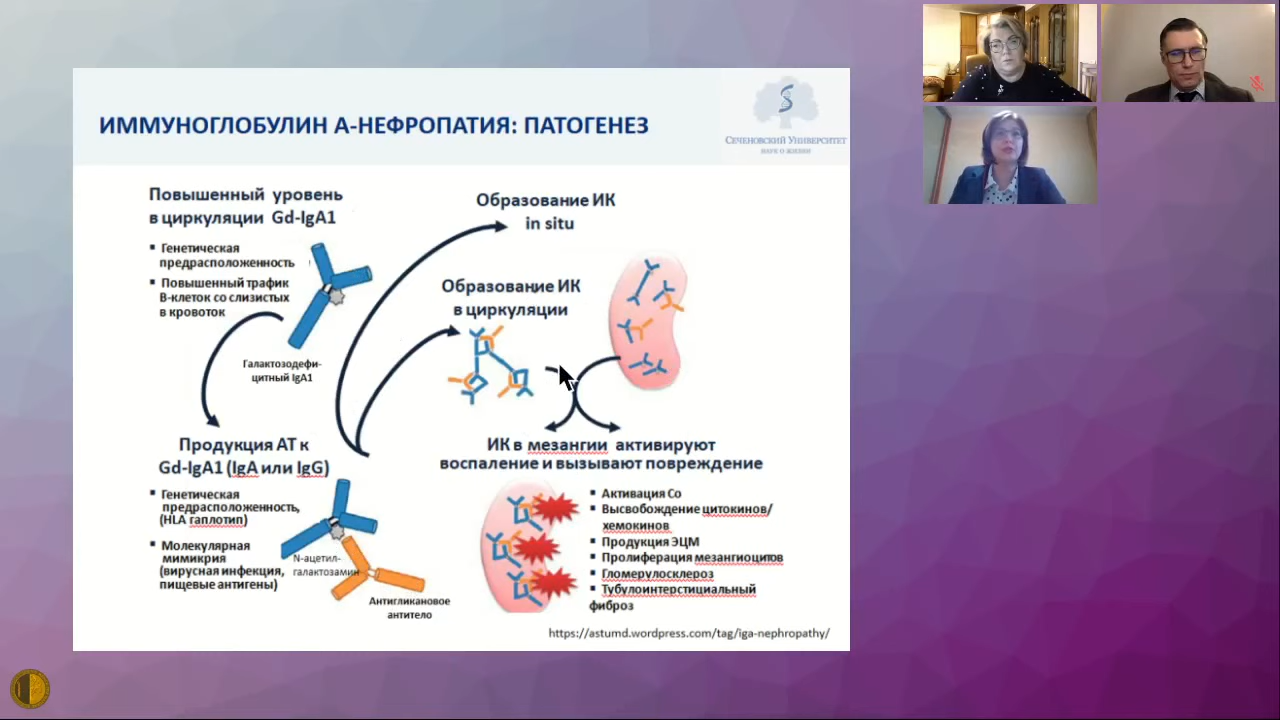 ИММУНОГЛОБУЛИН А-НЕФРОПАТИЯ: ПАТОГЕНЕЗ
СЕЧЕНОВСКИЙ УНИВЕРСИТЕТ
НАУК О ЖИЗНИ
Повышенный уровень
в циркуляции Gd-IgA1
▪ Генетическая
предрасположенность
▪ Повышенный трафик
В-клеток со слизистых
в кровоток
Галактозодефи-
цитный IgA1
Образование ИК
in situ
Образование ИК
в циркуляции
Продукция АТ к
Gd-IgA1 (IgA или IgG)
▪ Генетическая
предрасположенность,
(HLA гаплотип)
▪ Молекулярная
мимикрия
(вирусная инфекция,
пищевые антигены)
N-ацетил-
галактозамин
Антигликановое
антитело
ИК в мезангии активируют
воспаление и вызывают повреждение
▪ Активация Со
▪ Высвобождение цитокинов/
хемокинов
▪ Продукция ЭЦМ
▪ Пролиферация мезангиоцитов
▪ Гломерулосклероз
▪ Тубулоинтерстициальный
фиброз
https://astumd.wordpress.com/tag/iga-nephropathy/